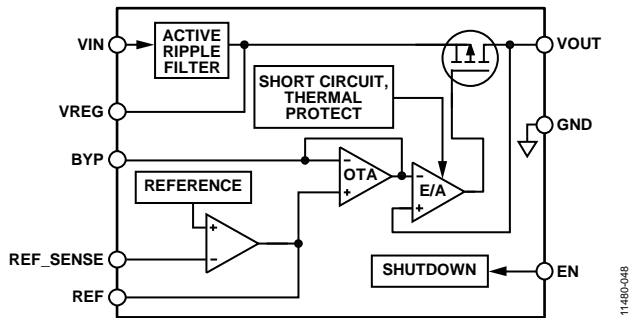 VIN
ACTIVE
RIPPLE
FILTER
VOUT
SHORT CIRCUIT,
THERMAL
PROTECT
VREG
GND
BYP
−
OTA
+
−
E/A
+
REFERENCE
+
−
REF_SENSE
SHUTDOWN
EN
REF
11480-048